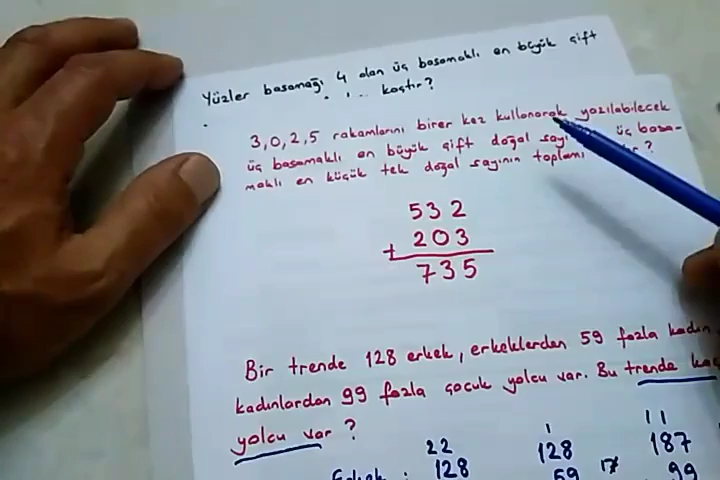 Yüzler basamağı 4 olan üç basamaklı en büyük çift
kaçtır?
3,0,2,5 rakamlarını birer kez kullanarak yazılabilecek
üç basamaklı en büyük çift doğal sayı üç basa-
maklı en küçük tek doğal sayının toplamı ?
532
+ 203
735
Bir trende 128 erkek, erkeklerden 59 fazla kadın
kadınlardan 99 fazla çocuk yolcu var. Bu trende
yolcu var?
22 1 11
Erkek : 128 128 187
59 17 99